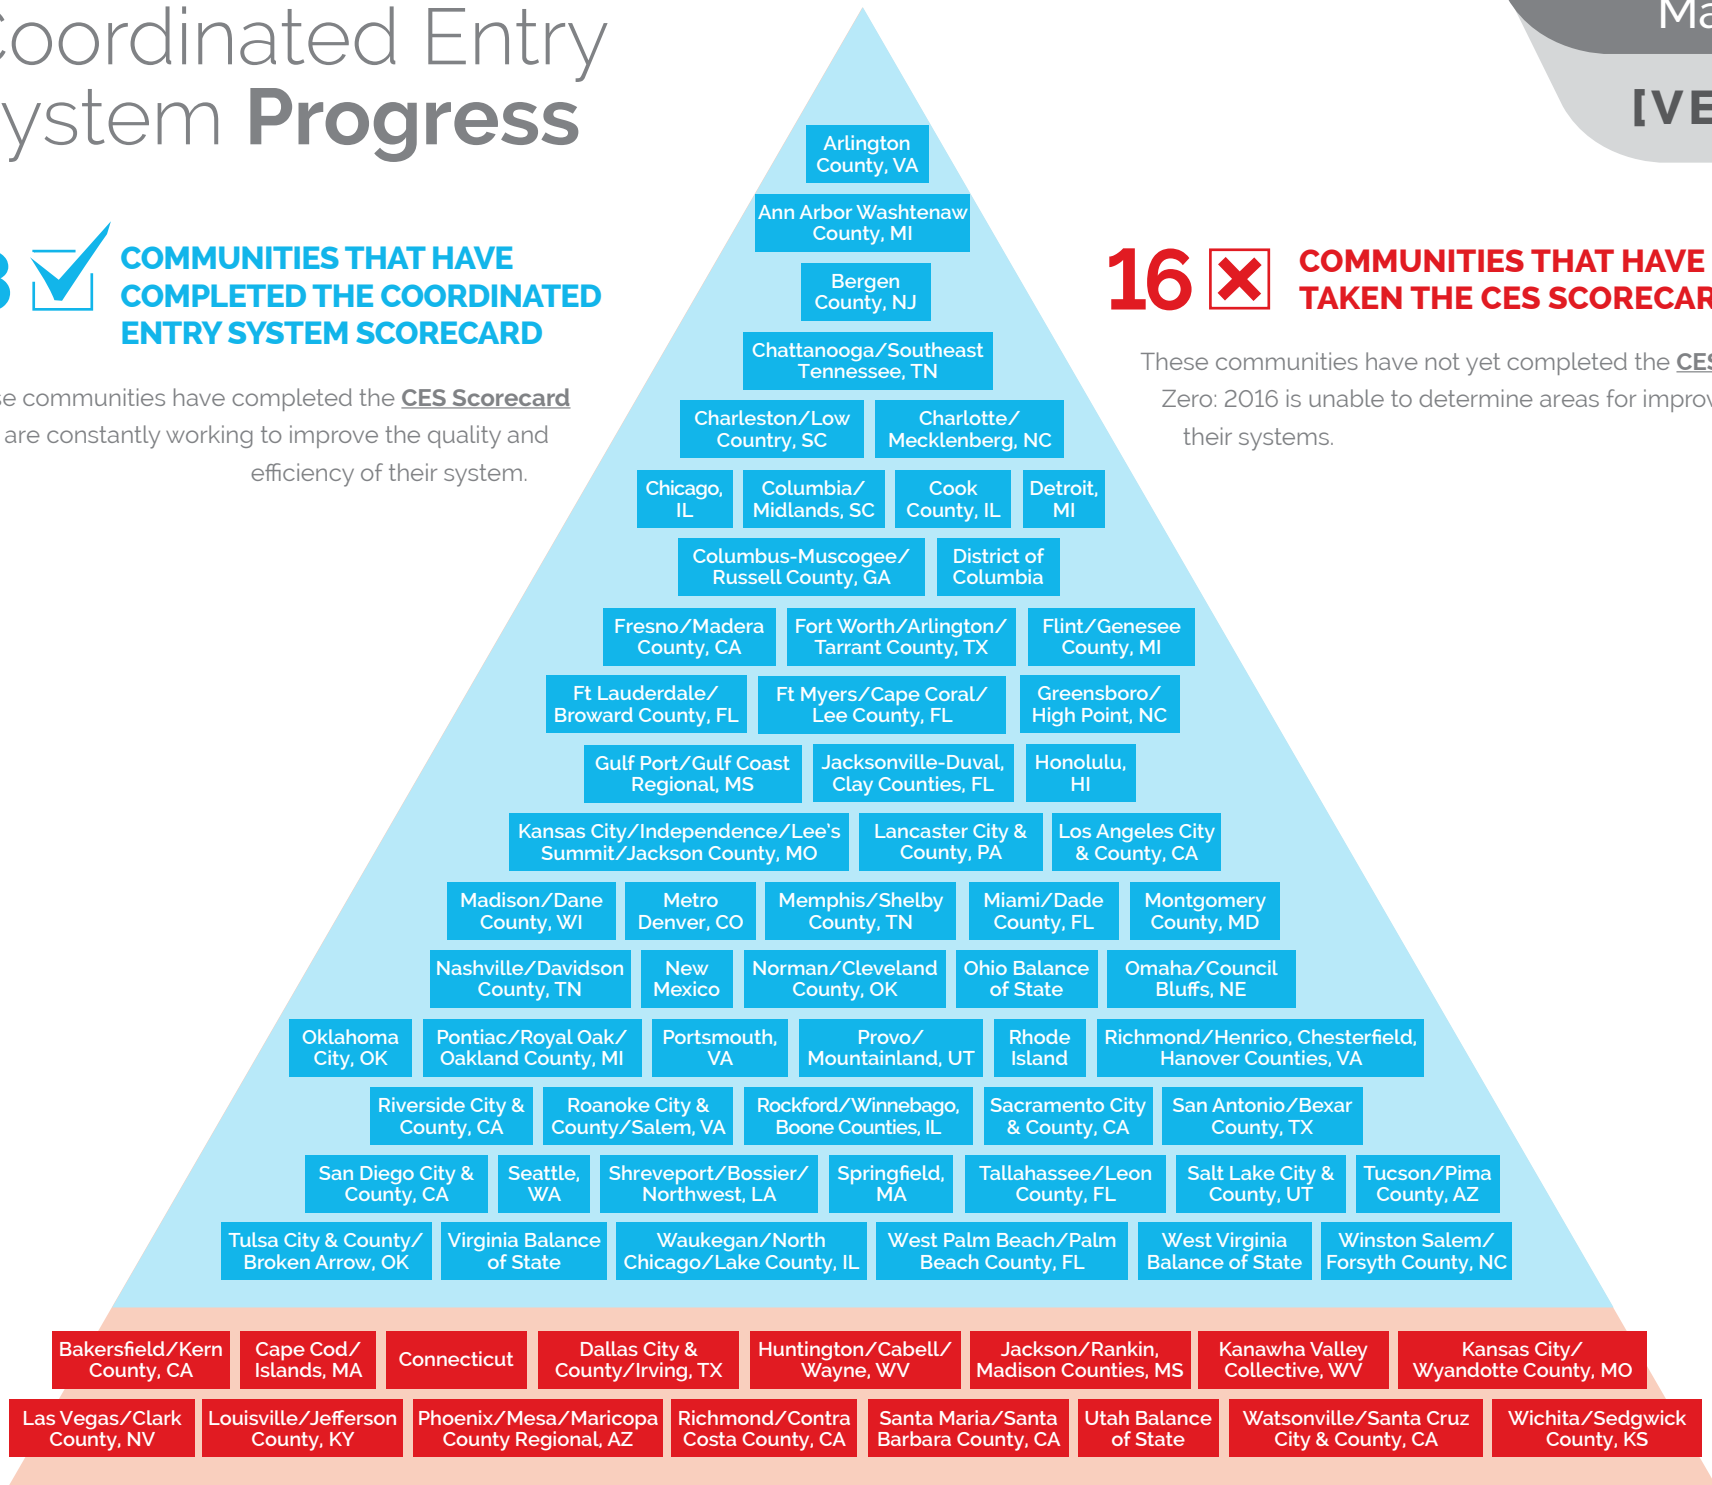 Coordinated Entry
System Progress
Ma
[VE
COMMUNITIES THAT HAVE
COMPLETED THE COORDINATED
ENTRY SYSTEM SCORECARD
se communities have completed the CES Scorecard
are constantly working to improve the quality and
efficiency of their system.
16
COMMUNITIES THAT HAVE
TAKEN THE CES SCORECAR
These communities have not yet completed the CES
Zero: 2016 is unable to determine areas for improv
their systems.
Arlington
County, VA
Ann Arbor Washtenaw
County, MI
Bergen
County, NJ
Chattanooga/Southeast
Tennessee, TN
Charleston/Low
Country, SC
Charlotte/
Mecklenberg, NC
Chicago,
IL
Columbia/
Midlands, SC
Cook
County, IL
Detroit,
MI
Columbus-Muscogee/
Russell County, GA
District of
Columbia
Fresno/Madera
County, CA
Fort Worth/Arlington/
Tarrant County, TX
Flint/Genesee
County, MI
Ft Lauderdale/
Broward County, FL
Ft Myers/Cape Coral/
Lee County, FL
Greensboro/
High Point, NC
Gulf Port/Gulf Coast
Regional, MS
Jacksonville-Duval,
Clay Counties, FL
Honolulu,
HI
Kansas City/Independence/Lee's
Summit/Jackson County, MO
Lancaster City &
County, PA
Los Angeles City
& County, CA
Madison/Dane
County, WI
Metro
Denver, CO
Memphis/Shelby
County, TN
Miami/Dade
County, FL
Montgomery
County, MD
Nashville/Davidson
County, TN
New
Mexico
Norman/Cleveland
County, OK
Ohio Balance
of State
Omaha/Council
Bluffs, NE
Oklahoma
City, OK
Pontiac/Royal Oak/
Oakland County, MI
Portsmouth,
VA
Provo/
Mountainland, UT
Rhode
Island
Richmond/Henrico, Chesterfield,
Hanover Counties, VA
Riverside City &
County, CA
Roanoke City &
County/Salem, VA
Rockford/Winnebago,
Boone Counties, IL
Sacramento City
& County, CA
San Antonio/Bexar
County, TX
San Diego City &
County, CA
Seattle,
WA
Shreveport/Bossier/
Northwest, LA
Springfield,
MA
Tallahassee/Leon
County, FL
Salt Lake City &
County, UT
Tucson/Pima
County, AZ
Tulsa City & County/
Broken Arrow, OK
Virginia Balance
of State
Waukegan/North
Chicago/Lake County, IL
West Palm Beach/Palm
Beach County, FL
West Virginia
Balance of State
Winston Salem/
Forsyth County, NC
Bakersfield/Kern
County, CA
Cape Cod/
Islands, MA
Connecticut
Dallas City &
County/Irving, TX
Huntington/Cabell/
Wayne, WV
Jackson/Rankin,
Madison Counties, MS
Kanawha Valley
Collective, WV
Kansas City/
Wyandotte County, MO
Las Vegas/Clark
County, NV
Louisville/Jefferson
County, KY
Phoenix/Mesa/Maricopa
County Regional, AZ
Richmond/Contra
Costa County, CA
Santa Maria/Santa
Barbara County, CA
Utah Balance
of State
Watsonville/Santa Cruz
City & County, CA
Wichita/Sedgwick
County, KS